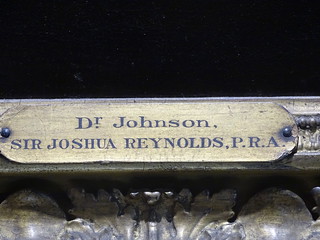 Dr Johnson.
SIR JOSHUA REYNOLDS, P.R.A.